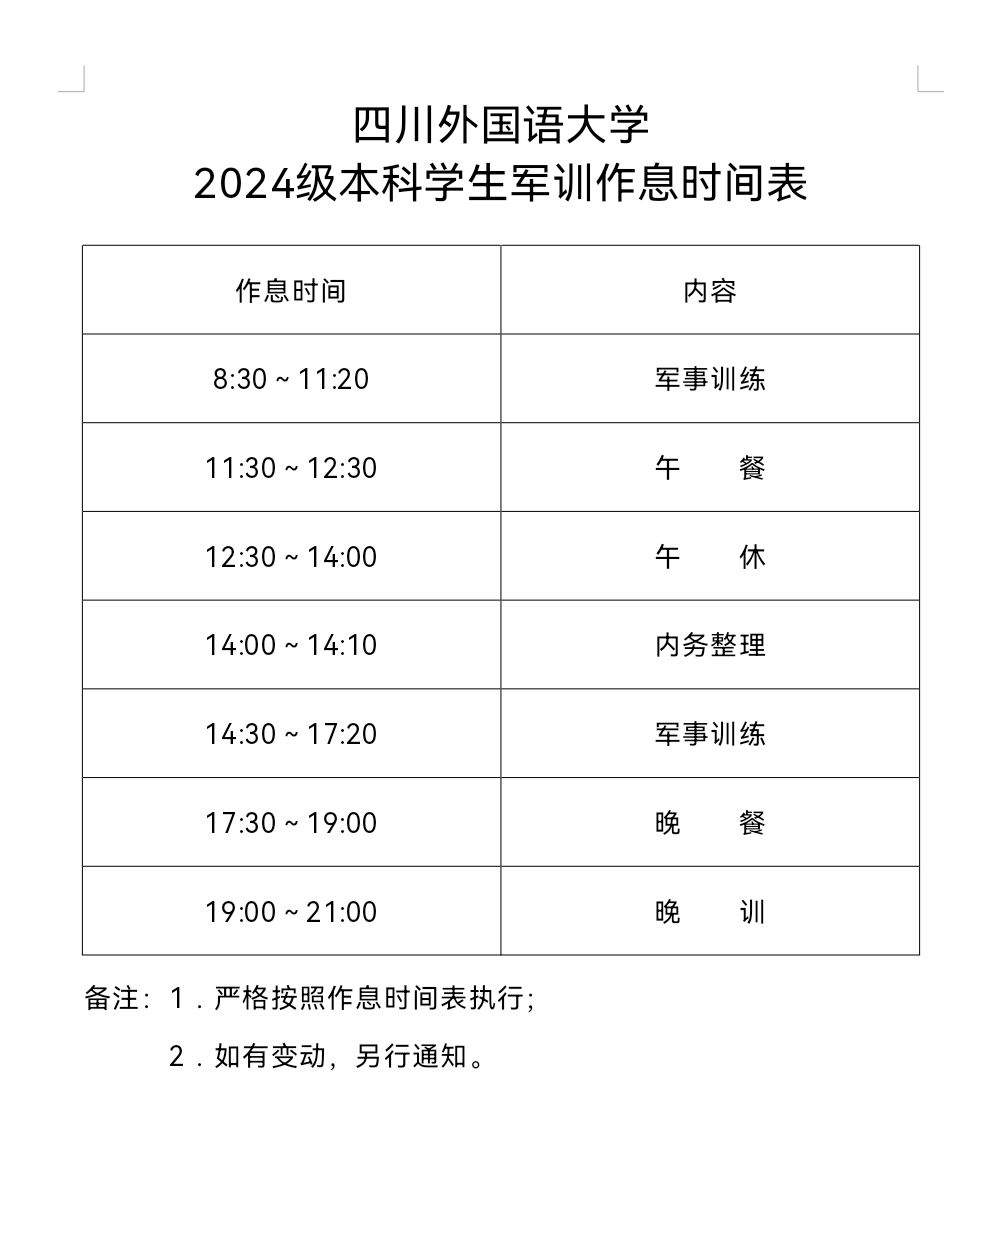 四川外国语大学
2024级本科学生军训作息时间表
作息时间 内容
8:30 ~ 11:20 军事训练
11:30 ~ 12:30 午 餐
12:30 ~ 14:00 午 休
14:00 ~ 14:10 内务整理
14:30 ~ 17:20 军事训练
17:30 ~ 19:00 晚 餐
19:00 ~ 21:00 晚 训
备注：1．严格按照作息时间表执行；
2．如有变动，另行通知。